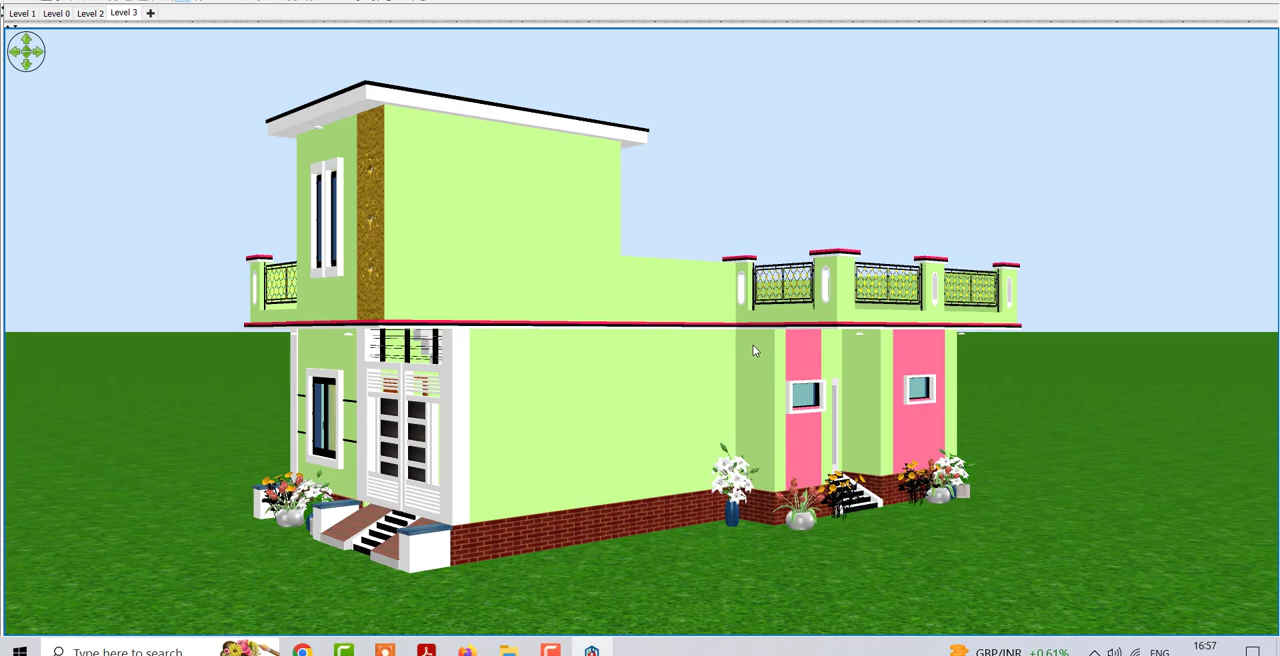 Level 1 Level 0 Level 2 Level 3
Type here to search
GBP/INR +0.61%
ENG
16:57